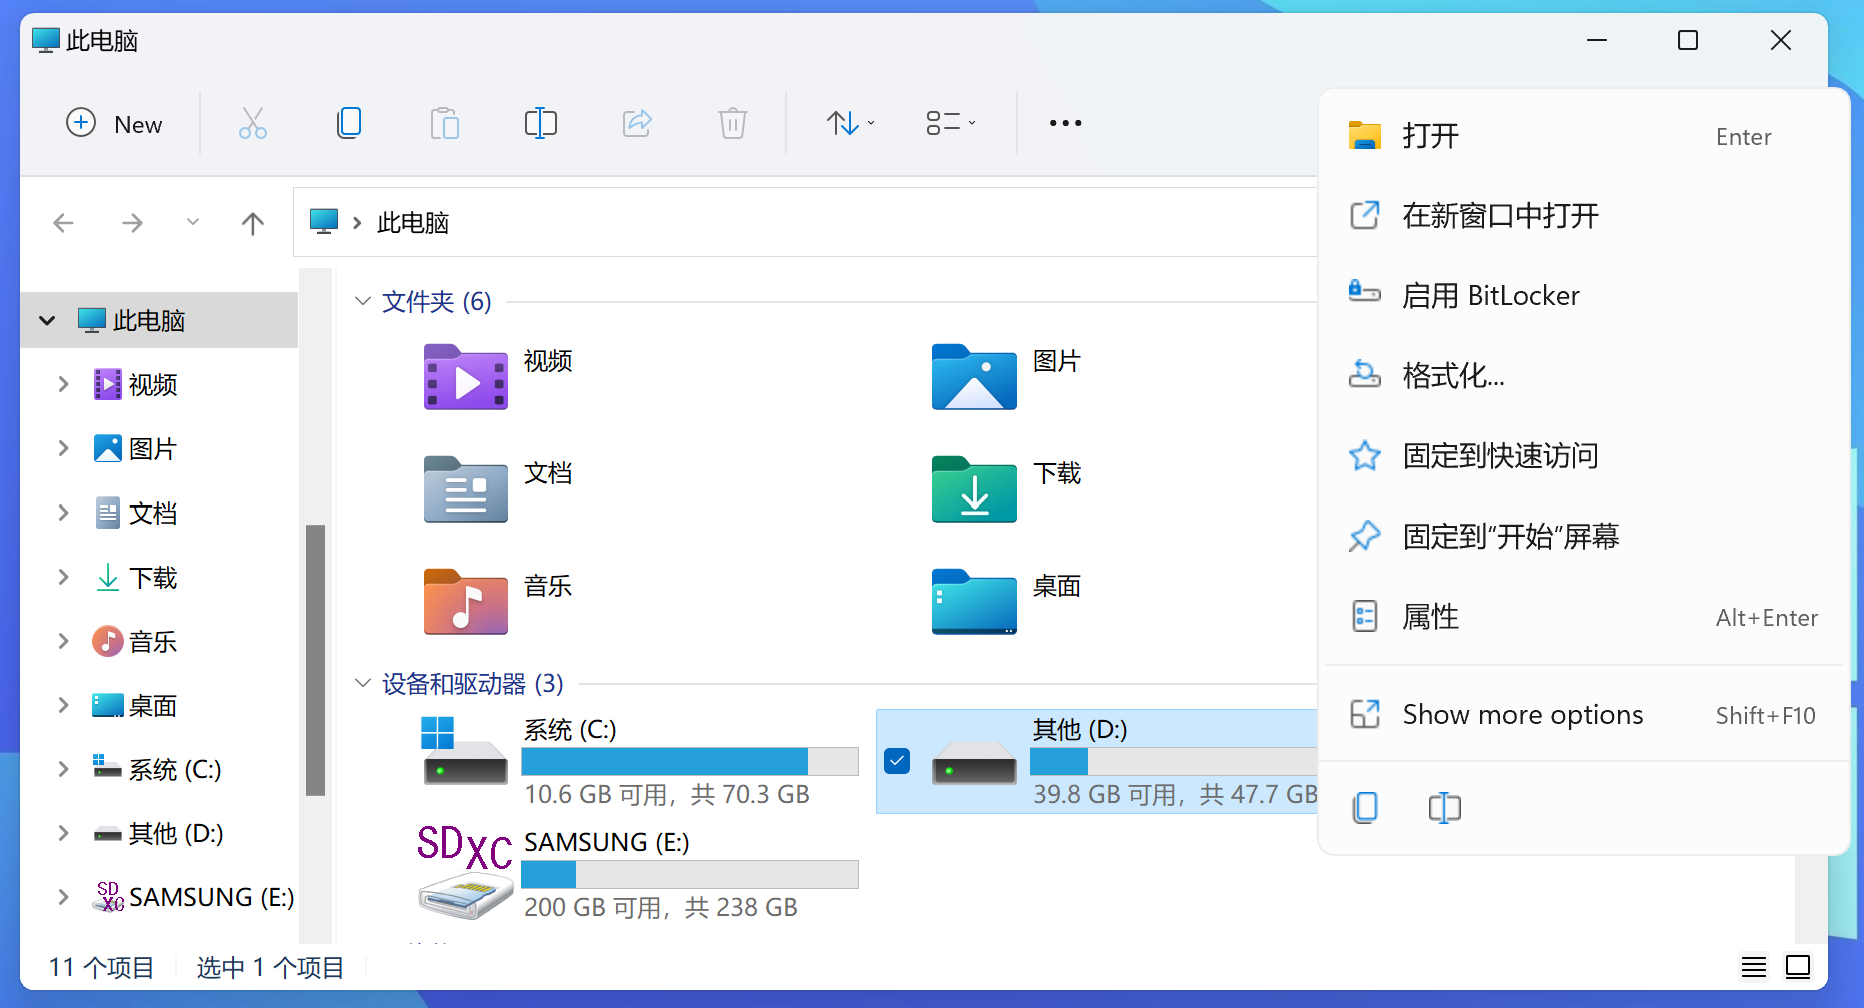 此电脑
New
此电脑
此电脑
视频
图片
文档
下载
音乐
桌面
系统 (C:)
其他 (D:)
SD
XC
SAMSUNG (E:)
文件夹 (6)
视频
图片
文档
下载
音乐
桌面
设备和驱动器 (3)
系统 (C:)
10.6 GB 可用，共 70.3 GB
其他 (D:)
39.8 GB 可用，共 47.7 GB
SDXC
SAMSUNG (E:)
200 GB 可用，共 238 GB
打开 Enter
在新窗口中打开
启用 BitLocker
格式化...
固定到快速访问
固定到“开始”屏幕
属性 Alt+Enter
Show more options Shift+F10
11 个项目 选中 1 个项目